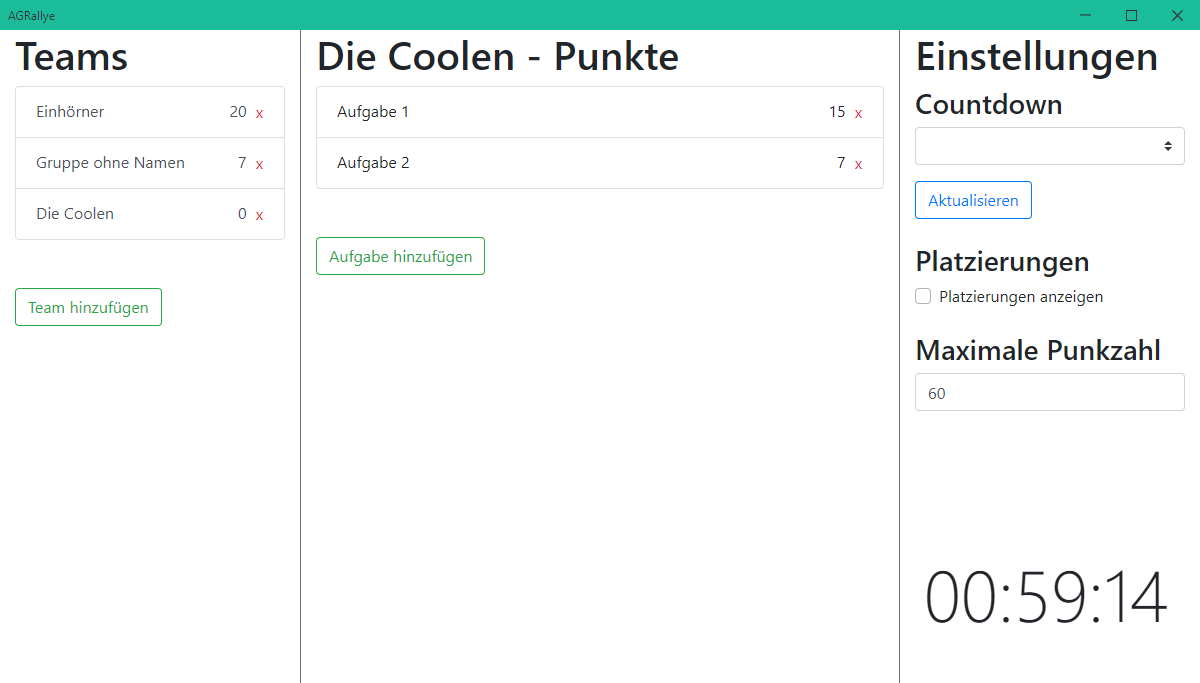 AGRallye
Teams
Einhörner 20 x
Gruppe ohne Namen 7 x
Die Coolen 0 x
Team hinzufügen
Die Coolen - Punkte
Aufgabe 1 15 x
Aufgabe 2 7 x
Aufgabe hinzufügen
Einstellungen
Countdown
Aktualisieren
Platzierungen
Platzierungen anzeigen
Maximale Punkzahl
60
00:59:14